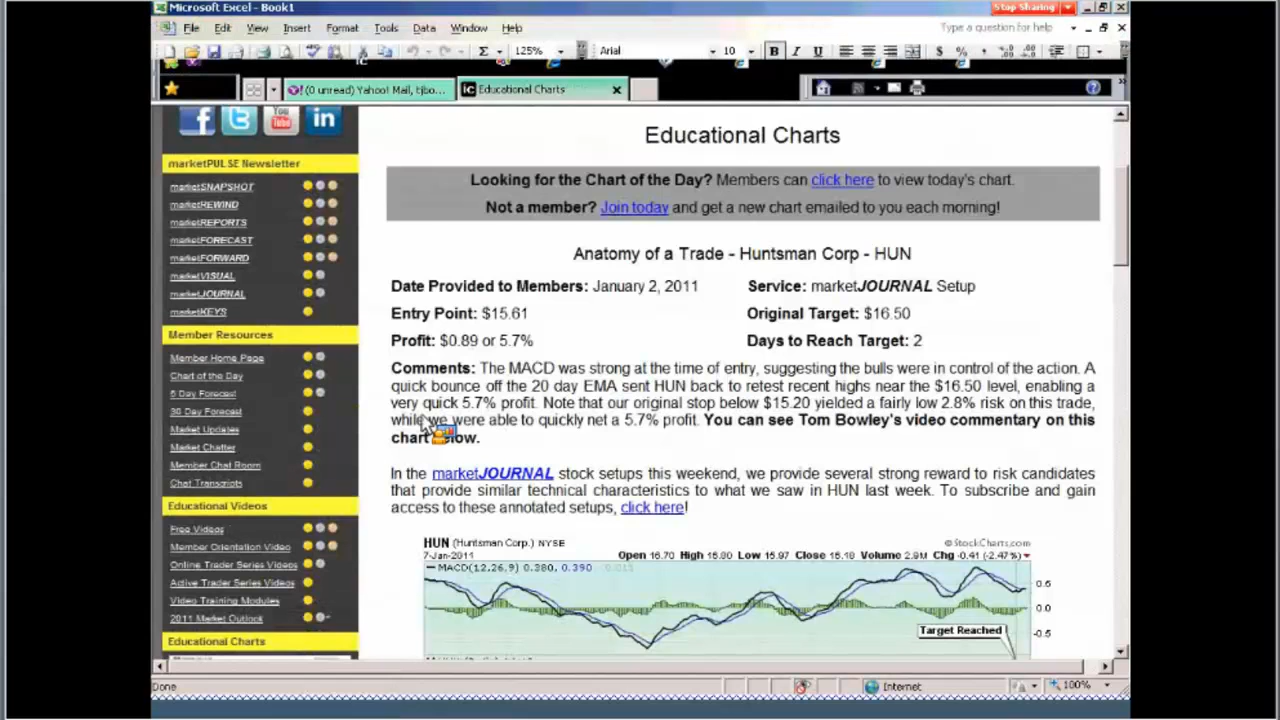 Microsoft Excel - Book1
Stop Sharing
File Edit View Insert Format Tools Data Window Help
Type a question for help
Σ 125% Arial 10 B I U $ % ,
(0 unread) Yahoo! Mail, tjbo...
ic Educational Charts
marketPULSE Newsletter
marketSNAPSHOT
marketREWIND
marketREPORTS
marketFORECAST
marketFORWARD
marketVISUAL
marketJOURNAL
marketKEYS
Member Resources
Member Home Page
Chart of the Day
5 Day Forecast
30 Day Forecast
Market Updates
Market Chatter
Member Chat Room
Chat Transcripts
Educational Videos
Free Videos
Member Orientation Video
Online Trader Series Videos
Active Trader Series Videos
Video Training Modules
2011 Market Outlook
Educational Charts
Educational Charts
Looking for the Chart of the Day? Members can click here to view today's chart.
Not a member? Join today and get a new chart emailed to you each morning!
Anatomy of a Trade - Huntsman Corp - HUN
Date Provided to Members: January 2, 2011
Service: marketJOURNAL Setup
Entry Point: $15.61
Original Target: $16.50
Profit: $0.89 or 5.7%
Days to Reach Target: 2
Comments: The MACD was strong at the time of entry, suggesting the bulls were in control of the action. A
quick bounce off the 20 day EMA sent HUN back to retest recent highs near the $16.50 level, enabling a
very quick 5.7% profit. Note that our original stop below $15.20 yielded a fairly low 2.8% risk on this trade,
while we were able to quickly net a 5.7% profit. You can see Tom Bowley's video commentary on this
chart below.
In the marketJOURNAL stock setups this weekend, we provide several strong reward to risk candidates
that provide similar technical characteristics to what we saw in HUN last week. To subscribe and gain
access to these annotated setups, click here!
HUN (Huntsman Corp.) NYSE
© StockCharts.com
7-Jan-2011
Open 16.70 High 16.80 Low 15.97 Close 16.18 Volume 2.9M Chg -0.41 (-2.47%)
MACD(12,26,9) 0.380, 0.390
0.5
0.0
-0.5
Target Reached
Done
Internet
100%